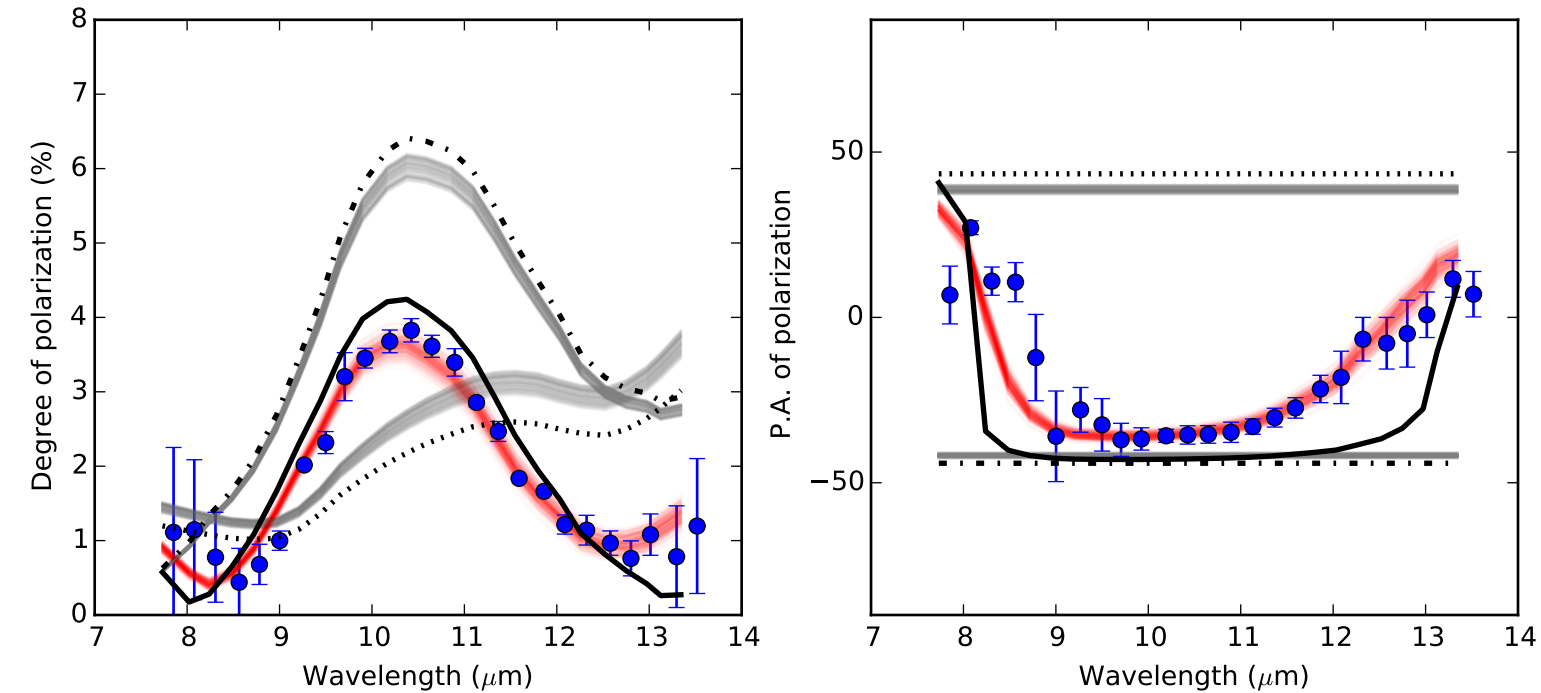 8
7
6
5
4
3
2
1
0
Degree of polarization (%)
7 8 9 10 11 12 13 14
Wavelength (μm)
50
0
−50
P.A. of polarization
7 8 9 10 11 12 13 14
Wavelength (μm)